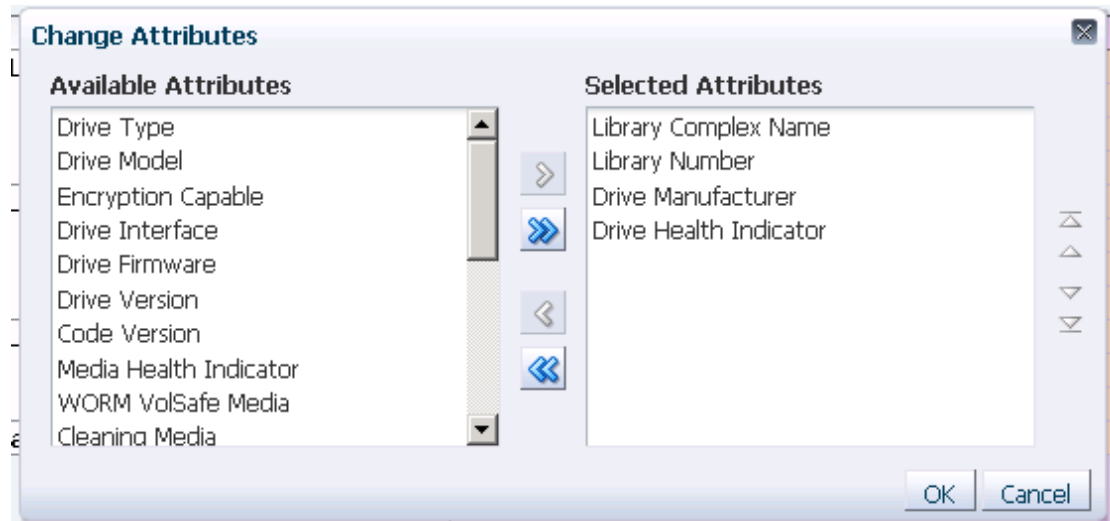 Change Attributes
Available Attributes
Drive Type
Drive Model
Encryption Capable
Drive Interface
Drive Firmware
Drive Version
Code Version
Media Health Indicator
WORM VolSafe Media
Cleaning Media
Selected Attributes
Library Complex Name
Library Number
Drive Manufacturer
Drive Health Indicator
OK
Cancel